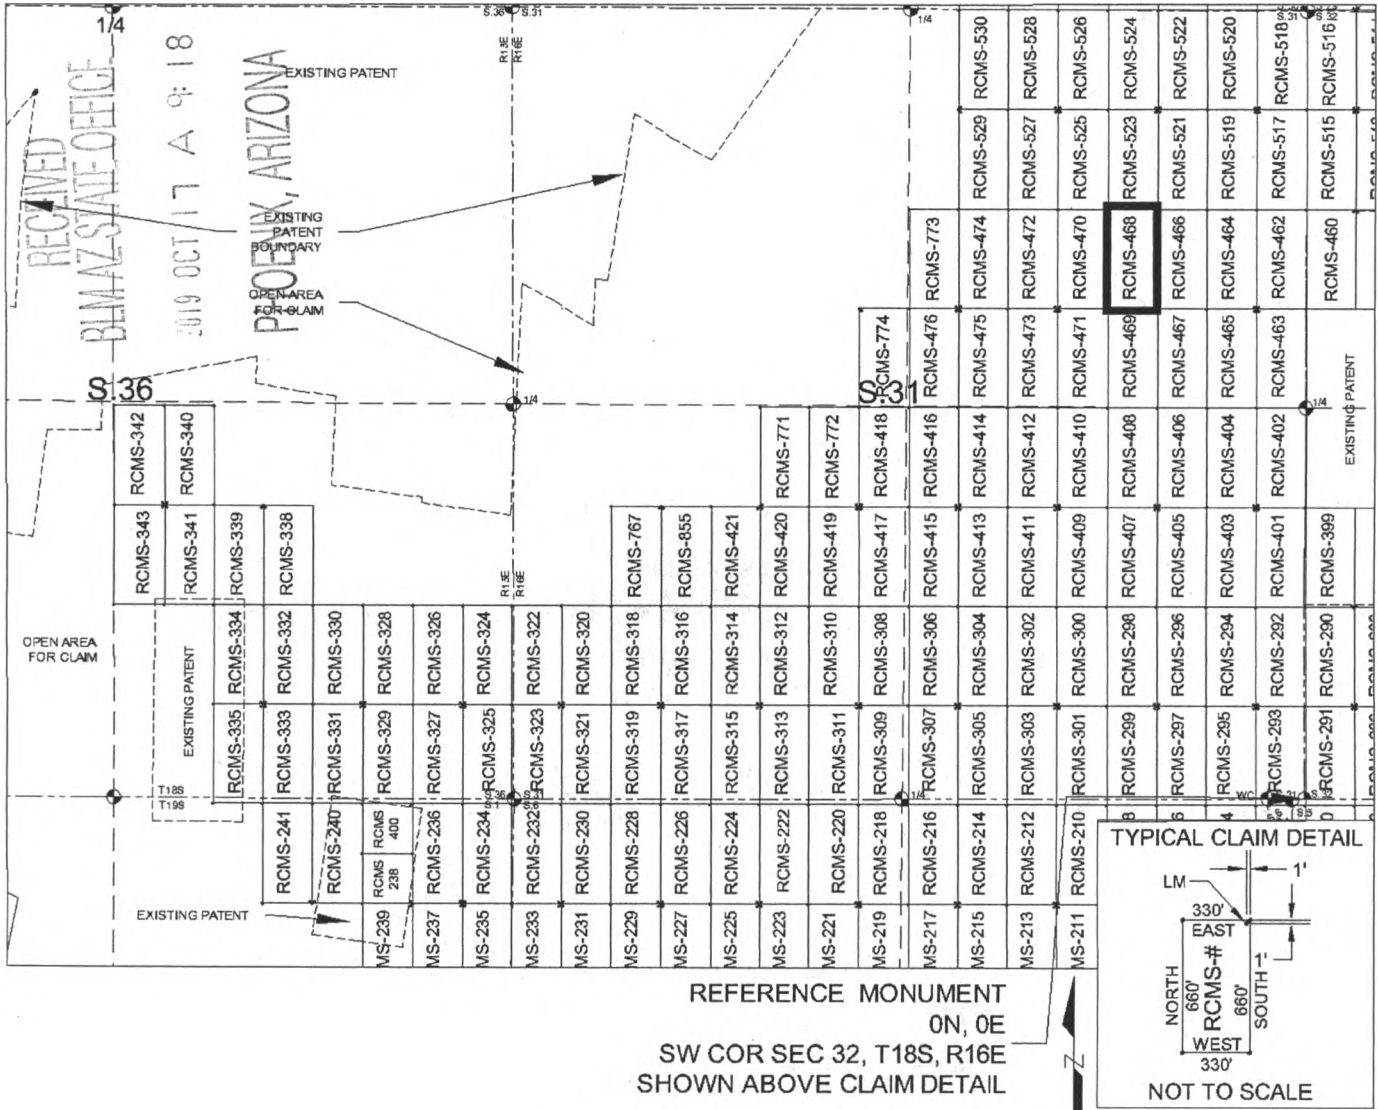 1/4
S.36 S.31
1/4
S.31 S.32
R13E
R16E
RECEIVED
BLM AZ STATE OFFICE
2019 OCT 17 A 9:18
PHOENIX, ARIZONA
EXISTING PATENT
EXISTING
PATENT
BOUNDARY
OPEN AREA
FOR CLAIM
RCMS-530 RCMS-528 RCMS-526 RCMS-524 RCMS-522 RCMS-520 RCMS-518 RCMS-516
RCMS-529 RCMS-527 RCMS-525 RCMS-523 RCMS-521 RCMS-519 RCMS-517 RCMS-515
RCMS-773 RCMS-474 RCMS-472 RCMS-470 RCMS-468 RCMS-466 RCMS-464 RCMS-462 RCMS-460
RCMS-774 RCMS-476 RCMS-475 RCMS-473 RCMS-471 RCMS-469 RCMS-467 RCMS-465 RCMS-463
EXISTING PATENT
S.36
1/4
S.31
1/4
RCMS-342 RCMS-340 RCMS-771 RCMS-772 RCMS-418 RCMS-416 RCMS-414 RCMS-412 RCMS-410 RCMS-408 RCMS-406 RCMS-404 RCMS-402
RCMS-343 RCMS-341 RCMS-339 RCMS-338 RCMS-767 RCMS-855 RCMS-421 RCMS-420 RCMS-419 RCMS-417 RCMS-415 RCMS-413 RCMS-411 RCMS-409 RCMS-407 RCMS-405 RCMS-403 RCMS-401 RCMS-399
R13E
R16E
OPEN AREA
FOR CLAIM
EXISTING PATENT
RCMS-334 RCMS-332 RCMS-330 RCMS-328 RCMS-326 RCMS-324 RCMS-322 RCMS-320 RCMS-318 RCMS-316 RCMS-314 RCMS-312 RCMS-310 RCMS-308 RCMS-306 RCMS-304 RCMS-302 RCMS-300 RCMS-298 RCMS-296 RCMS-294 RCMS-292 RCMS-290
RCMS-335 RCMS-333 RCMS-331 RCMS-329 RCMS-327 RCMS-325 RCMS-323 RCMS-321 RCMS-319 RCMS-317 RCMS-315 RCMS-313 RCMS-311 RCMS-309 RCMS-307 RCMS-305 RCMS-303 RCMS-301 RCMS-299 RCMS-297 RCMS-295 RCMS-293 RCMS-291
T18S
T19S
S.36 S.31
S.1 S.6
1/4
WC S.31 S.32
S.5
RCMS-241 RCMS-240 RCMS 400 RCMS-236 RCMS-234 RCMS-232 RCMS-230 RCMS-228 RCMS-226 RCMS-224 RCMS-222 RCMS-220 RCMS-218 RCMS-216 RCMS-214 RCMS-212 RCMS-210
RCMS 238
EXISTING PATENT
MS-239 MS-237 MS-235 MS-233 MS-231 MS-229 MS-227 MS-225 MS-223 MS-221 MS-219 MS-217 MS-215 MS-213 MS-211
REFERENCE MONUMENT
0N, 0E
SW COR SEC 32, T18S, R16E
SHOWN ABOVE CLAIM DETAIL
N
TYPICAL CLAIM DETAIL
1'
LM
330'
EAST
NORTH
660'
RCMS-#
660'
SOUTH
1'
WEST
330'
NOT TO SCALE